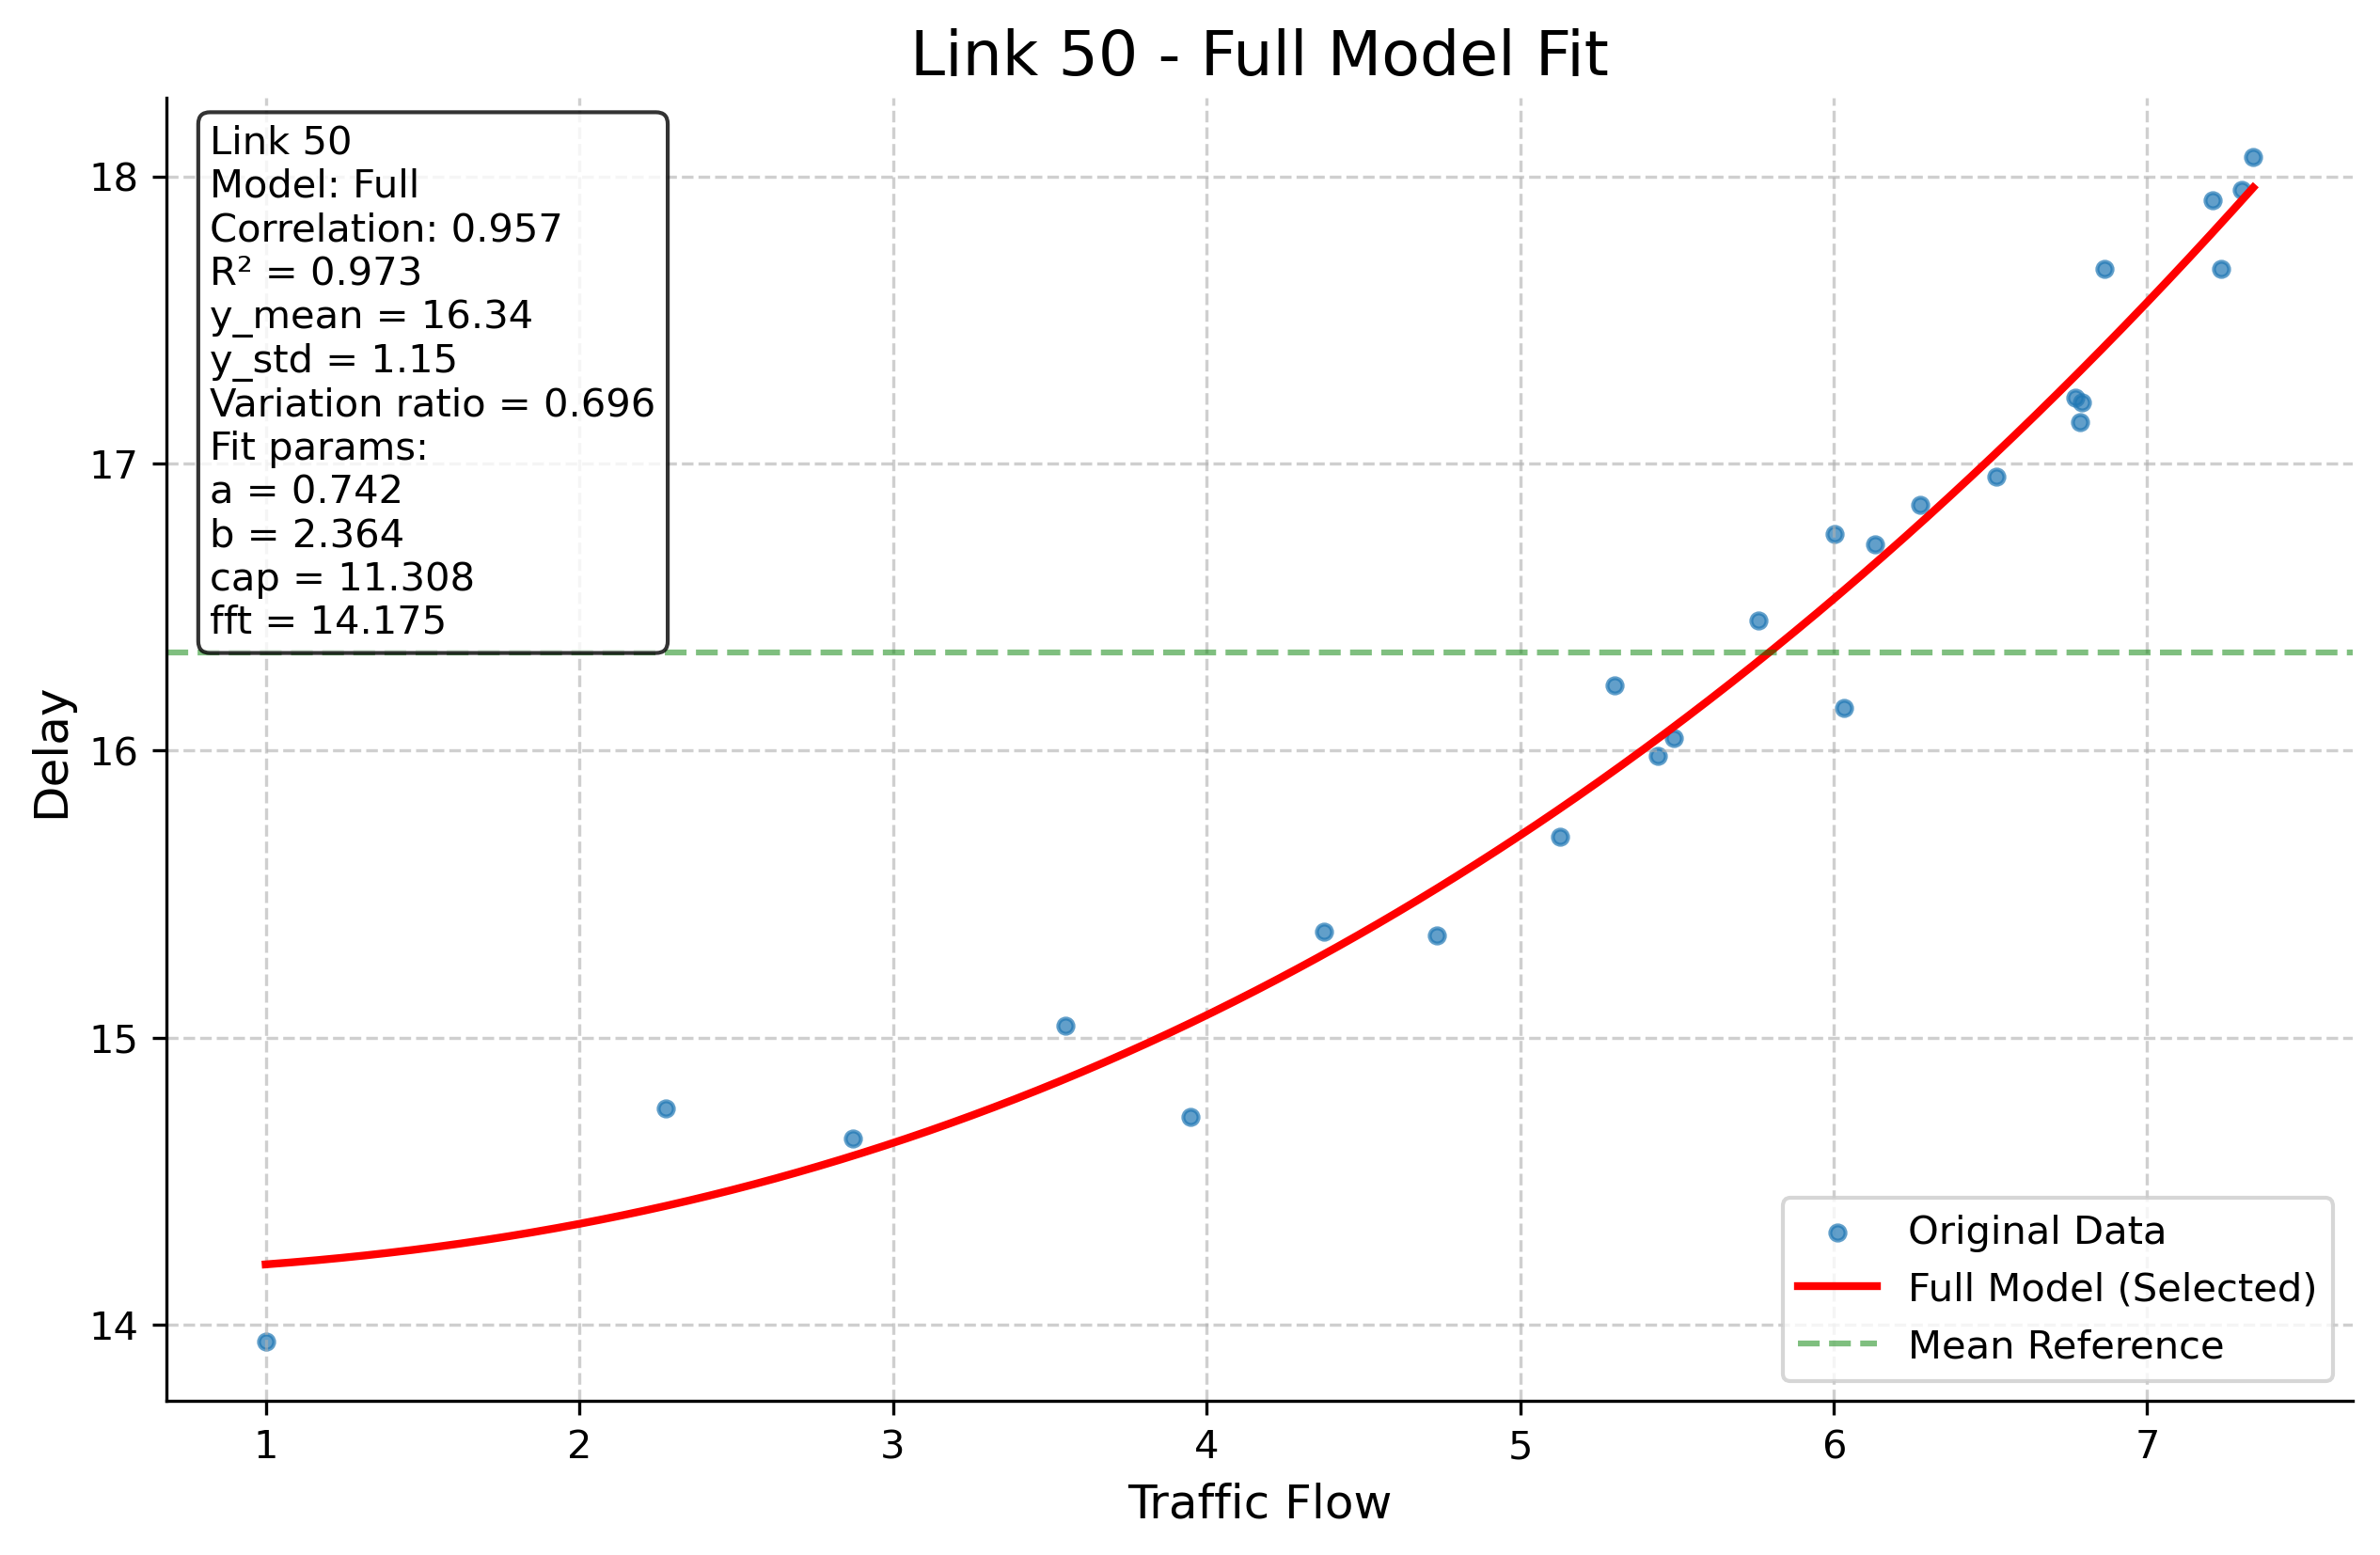 Link 50 - Full Model Fit
Link 50
Model: Full
Correlation: 0.957
R² = 0.973
y_mean = 16.34
y_std = 1.15
Variation ratio = 0.696
Fit params:
a = 0.742
b = 2.364
cap = 11.308
fft = 14.175
18
17
16
15
14
Delay
Original Data
Full Model (Selected)
Mean Reference
1 2 3 4 5 6 7
Traffic Flow